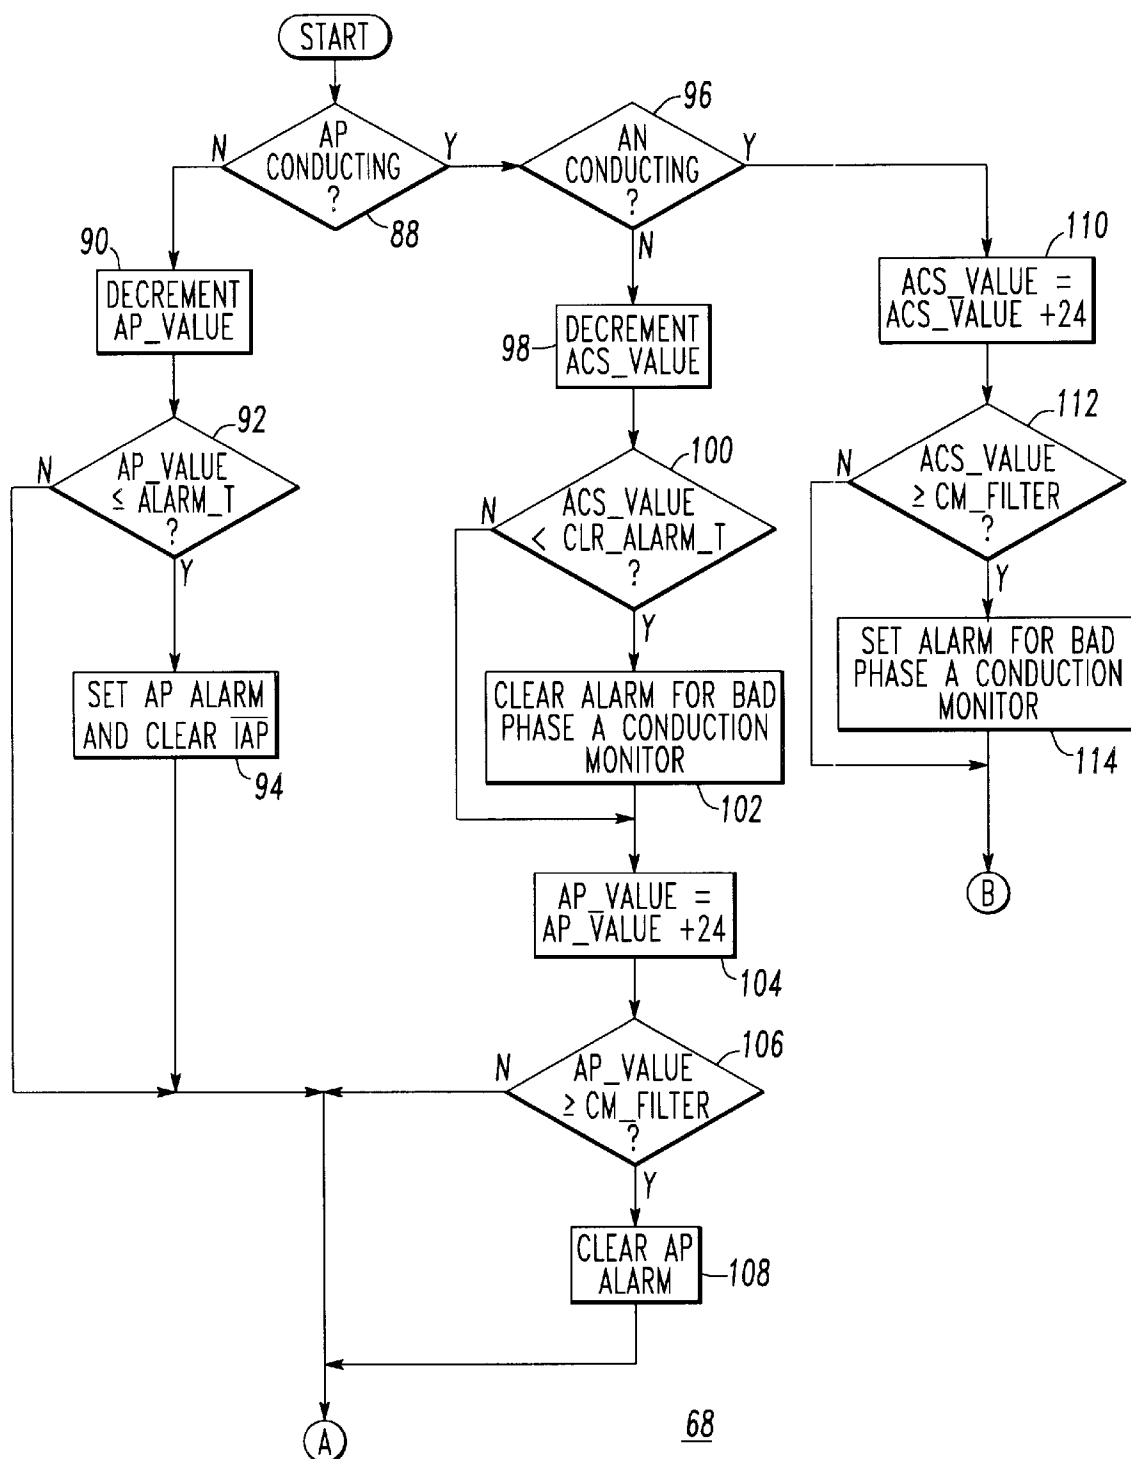 START
AP
CONDUCTING
?
N
Y
88
AN
CONDUCTING
?
96
Y
N
90
DECREMENT
AP_VALUE
98
DECREMENT
ACS_VALUE
110
ACS_VALUE =
ACS_VALUE +24
92
AP_VALUE
≤ ALARM_T
?
N
Y
100
ACS_VALUE
< CLR_ALARM_T
?
N
Y
112
ACS_VALUE
≥ CM_FILTER
?
N
Y
SET AP ALARM
AND CLEAR I̅A̅P̅
94
CLEAR ALARM FOR BAD
PHASE A CONDUCTION
MONITOR
102
SET ALARM FOR BAD
PHASE A CONDUCTION
MONITOR
114
AP_VALUE =
AP_VALUE +24
104
B
106
AP_VALUE
≥ CM_FILTER
?
N
Y
CLEAR AP
ALARM
108
A
68